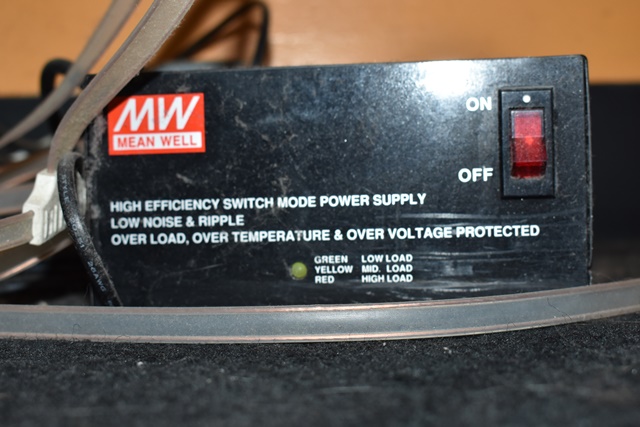 MW
MEAN WELL
ON
OFF
HIGH EFFICIENCY SWITCH MODE POWER SUPPLY
LOW NOISE & RIPPLE
OVER LOAD, OVER TEMPERATURE & OVER VOLTAGE PROTECTED
GREEN LOW LOAD
YELLOW MID. LOAD
RED HIGH LOAD